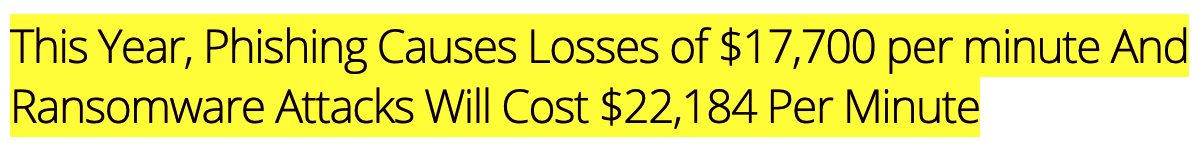 This Year, Phishing Causes Losses of $17,700 per minute And
Ransomware Attacks Will Cost $22,184 Per Minute